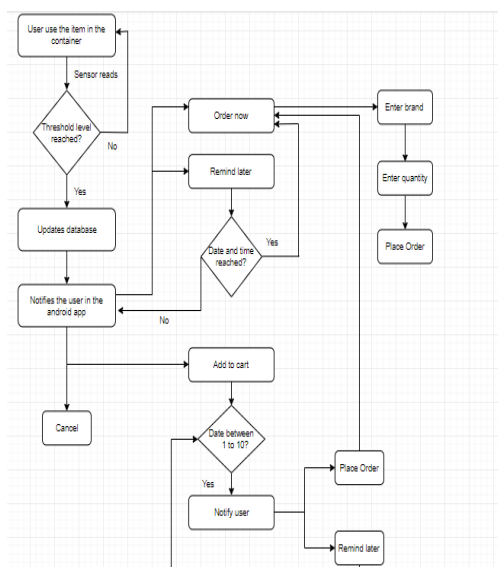 User use the item in the
container
Sensor reads
Threshold level
reached?
No
Yes
Updates database
Notifies the user in the
android app
Cancel
Order now
Remind later
Date and time
reached?
Yes
No
Enter brand
Enter quantity
Place Order
Add to cart
Date between
1 to 10?
Yes
Notify user
Place Order
Remind later